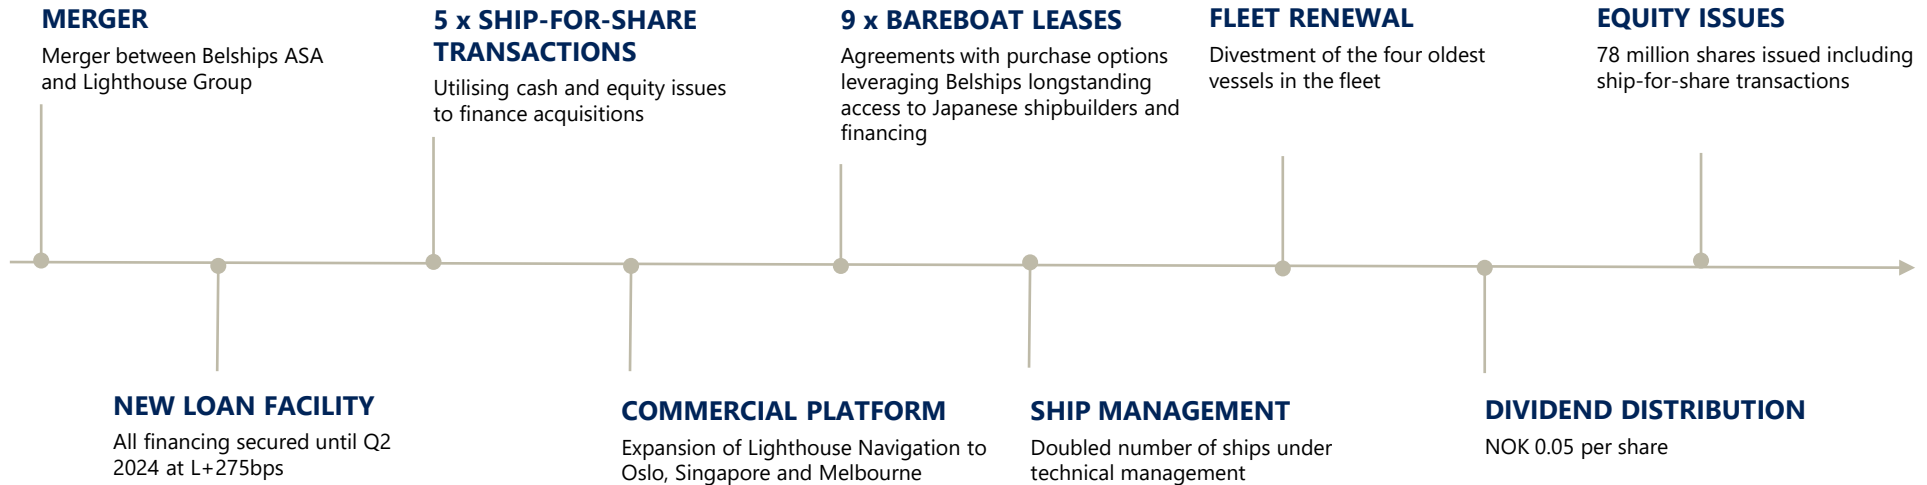 MERGER
Merger between Belships ASA
and Lighthouse Group
5 x SHIP-FOR-SHARE
TRANSACTIONS
Utilising cash and equity issues
to finance acquisitions
9 x BAREBOAT LEASES
Agreements with purchase options
leveraging Belships longstanding
access to Japanese shipbuilders and
financing
FLEET RENEWAL
Divestment of the four oldest
vessels in the fleet
EQUITY ISSUES
78 million shares issued including
ship-for-share transactions
NEW LOAN FACILITY
All financing secured until Q2
2024 at L+275bps
COMMERCIAL PLATFORM
Expansion of Lighthouse Navigation to
Oslo, Singapore and Melbourne
SHIP MANAGEMENT
Doubled number of ships under
technical management
DIVIDEND DISTRIBUTION
NOK 0.05 per share